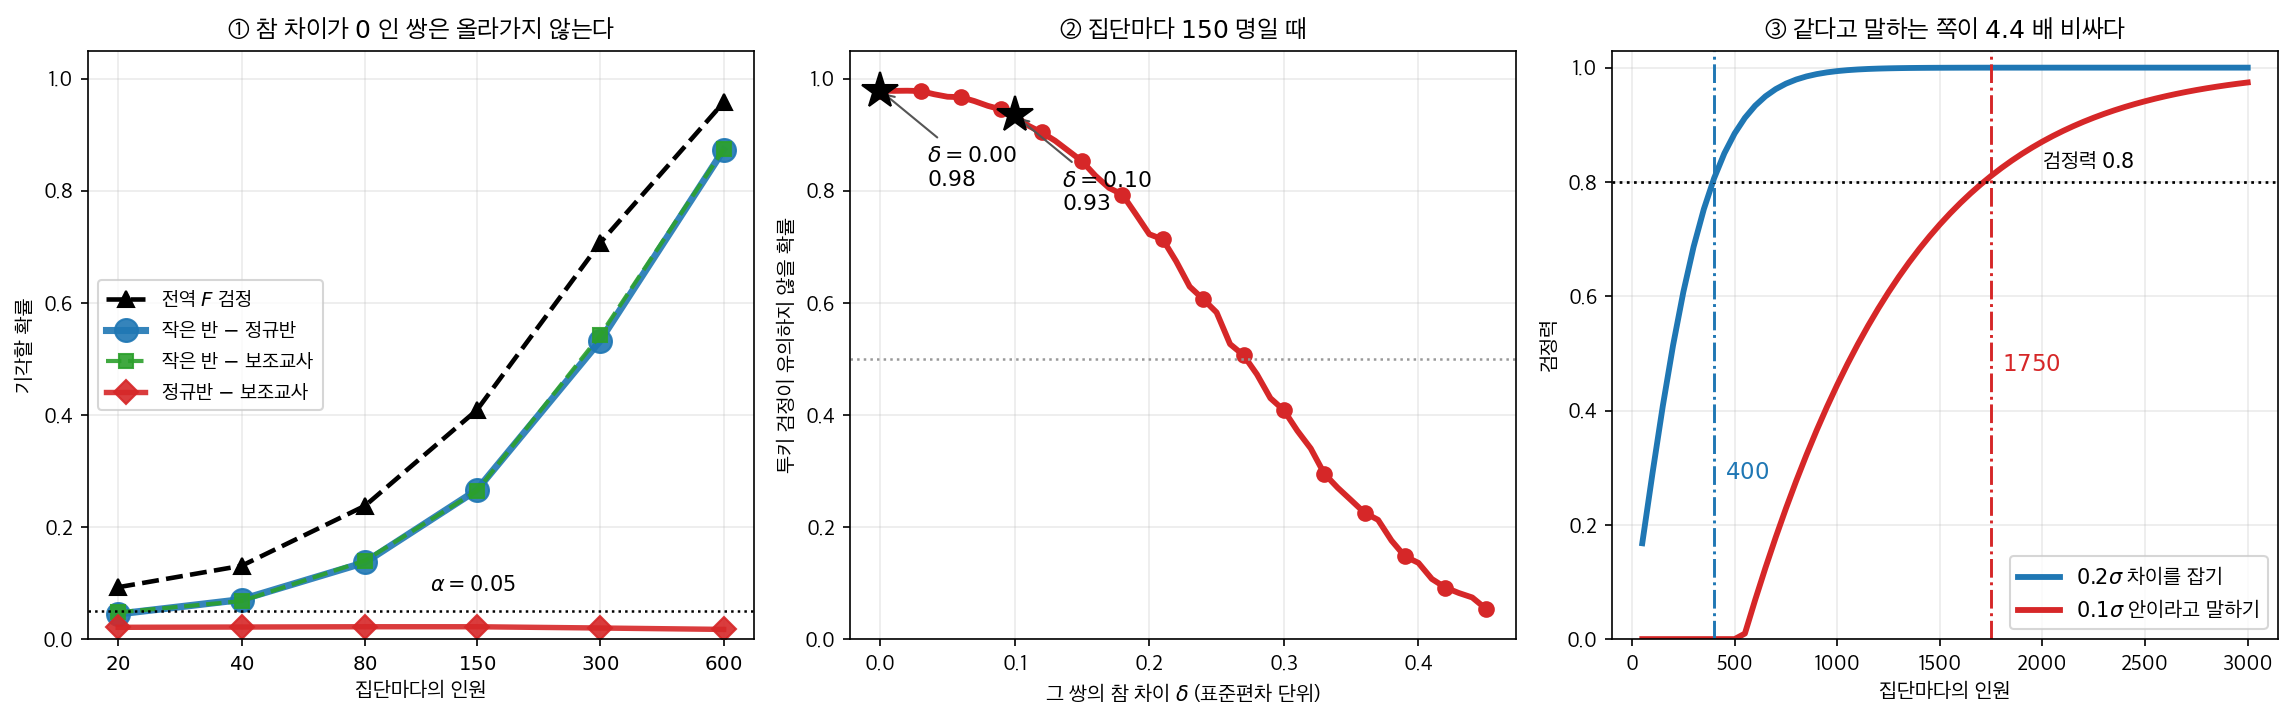 ① 참 차이가 0 인 쌍은 올라가지 않는다
기각할 확률
1.0
0.8
0.6
0.4
0.2
0.0
전역 F 검정
작은 반 − 정규반
작은 반 − 보조교사
정규반 − 보조교사
α = 0.05
20 40 80 150 300 600
집단마다의 인원
② 집단마다 150 명일 때
투키 검정이 유의하지 않을 확률
1.0
0.8
0.6
0.4
0.2
0.0
δ = 0.00
0.98
δ = 0.10
0.93
0.0 0.1 0.2 0.3 0.4
그 쌍의 참 차이 δ (표준편차 단위)
③ 같다고 말하는 쪽이 4.4 배 비싸다
검정력
1.0
0.8
0.6
0.4
0.2
0.0
검정력 0.8
1750
400
0.2σ 차이를 잡기
0.1σ 안이라고 말하기
0 500 1000 1500 2000 2500 3000
집단마다의 인원